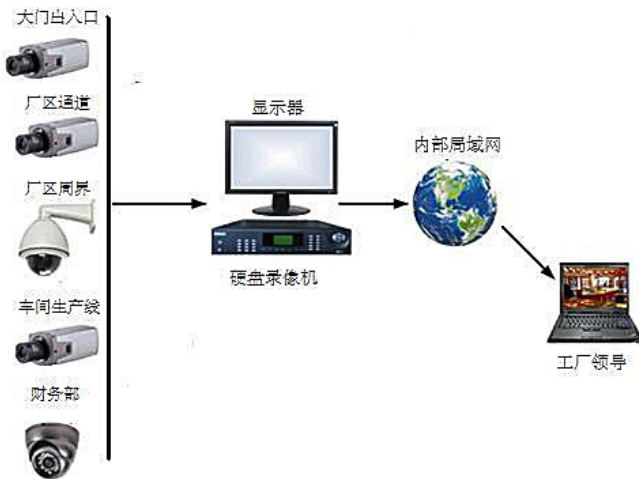 大门出入口
厂区通道
厂区周界
车间生产线
财务部
显示器
硬盘录像机
内部局域网
工厂领导